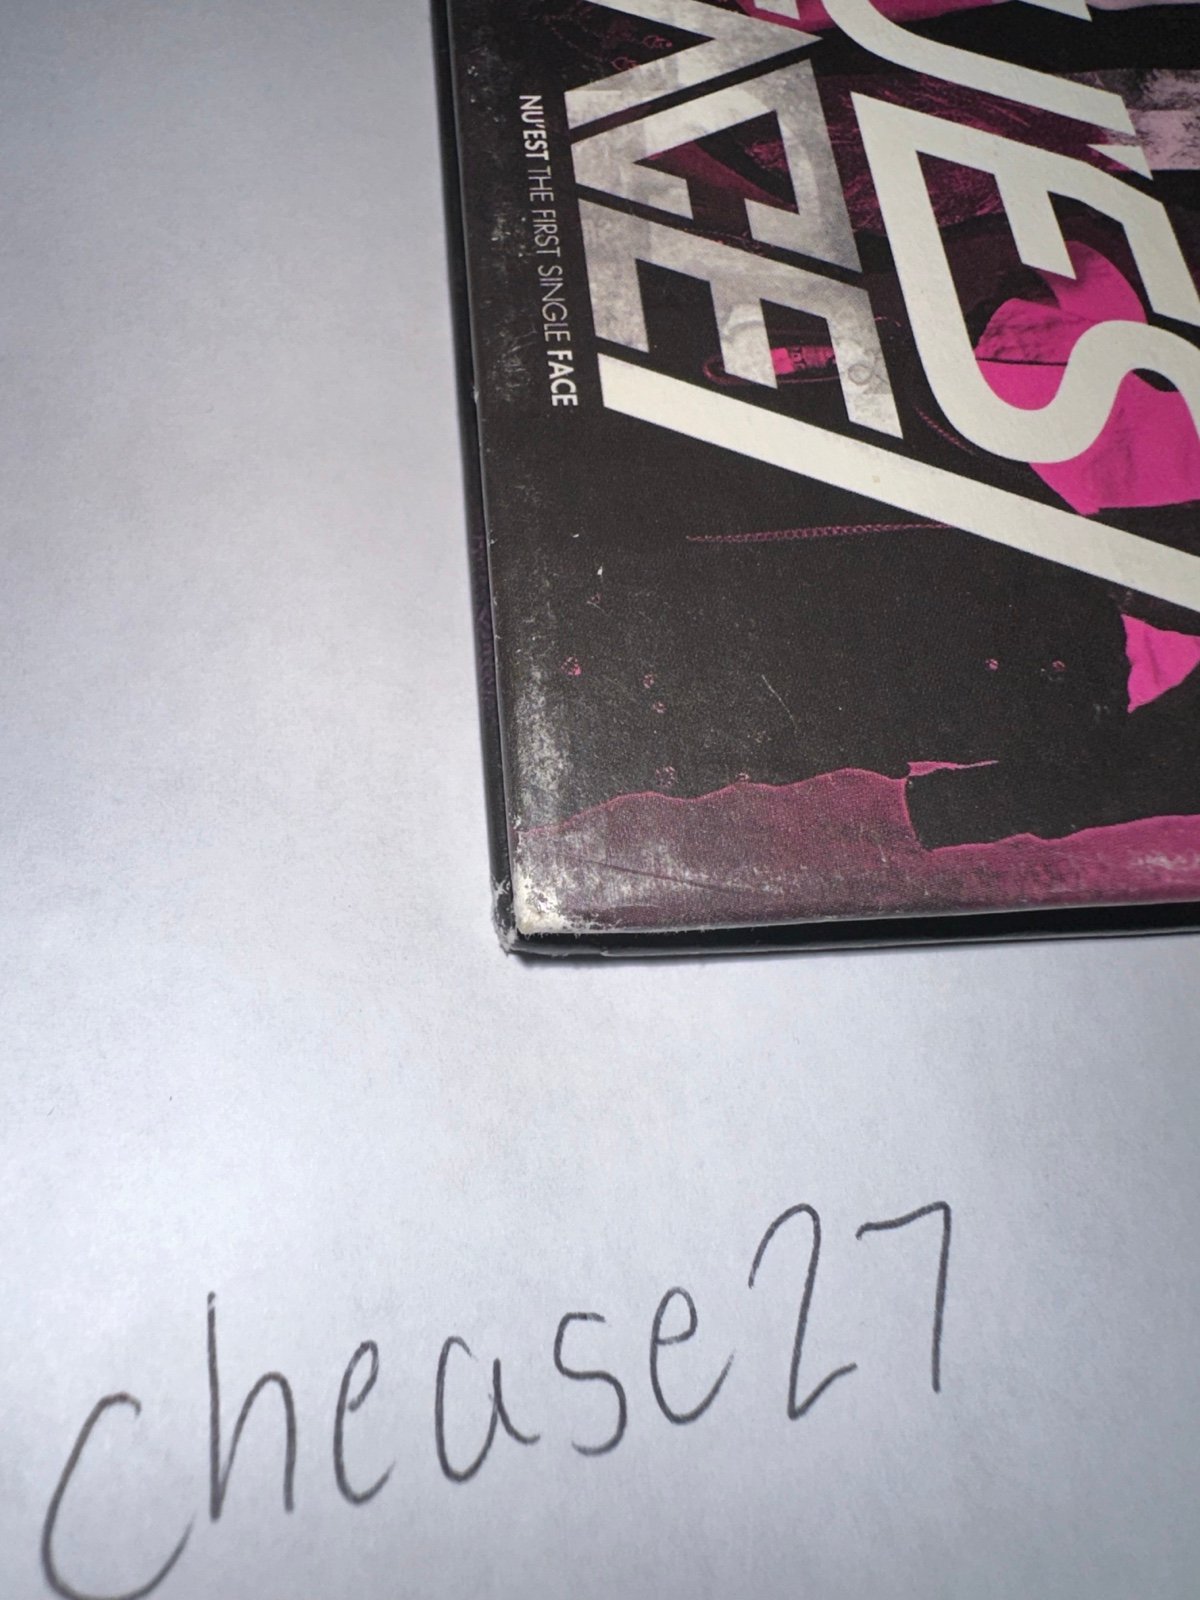 NU'EST THE FIRST SINGLE FACE
chease27